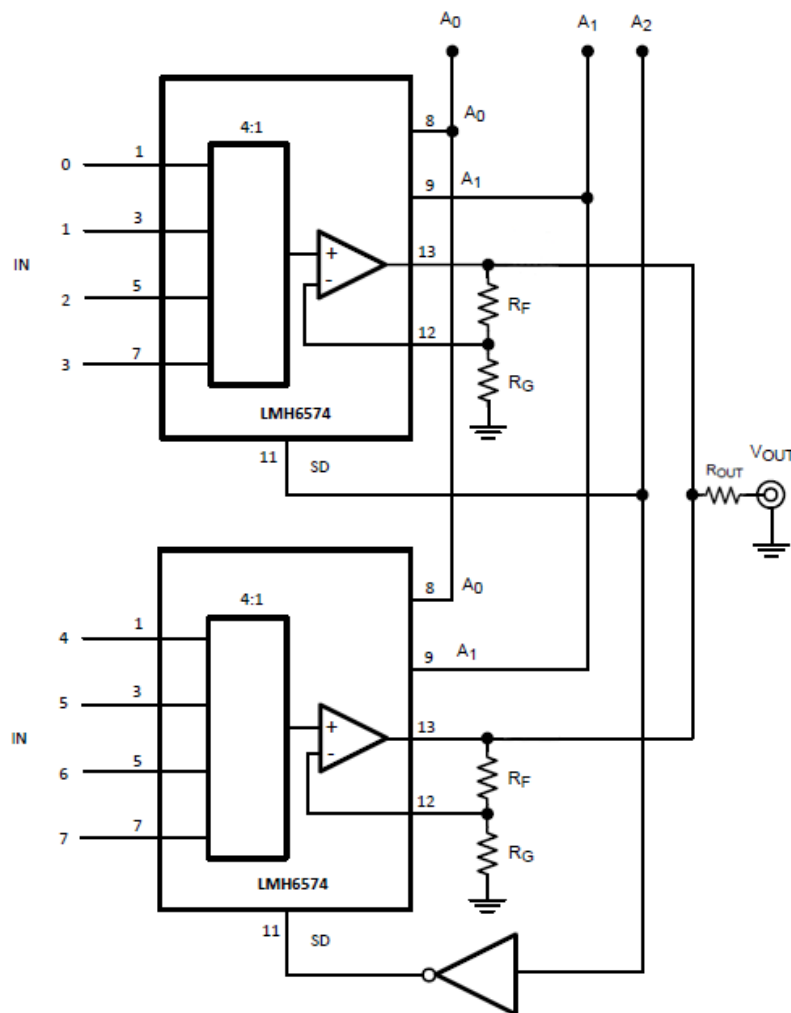 A0 A1 A2
8 A0
4:1
0 1
9 A1
1 3
IN
+
13
-
2 5
RF
12
3 7
RG
LMH6574
11 SD
VOUT
ROUT
8 A0
4:1
4 1
9 A1
5 3
+
13
IN
-
6 5
RF
12
7 7
RG
LMH6574
11 SD